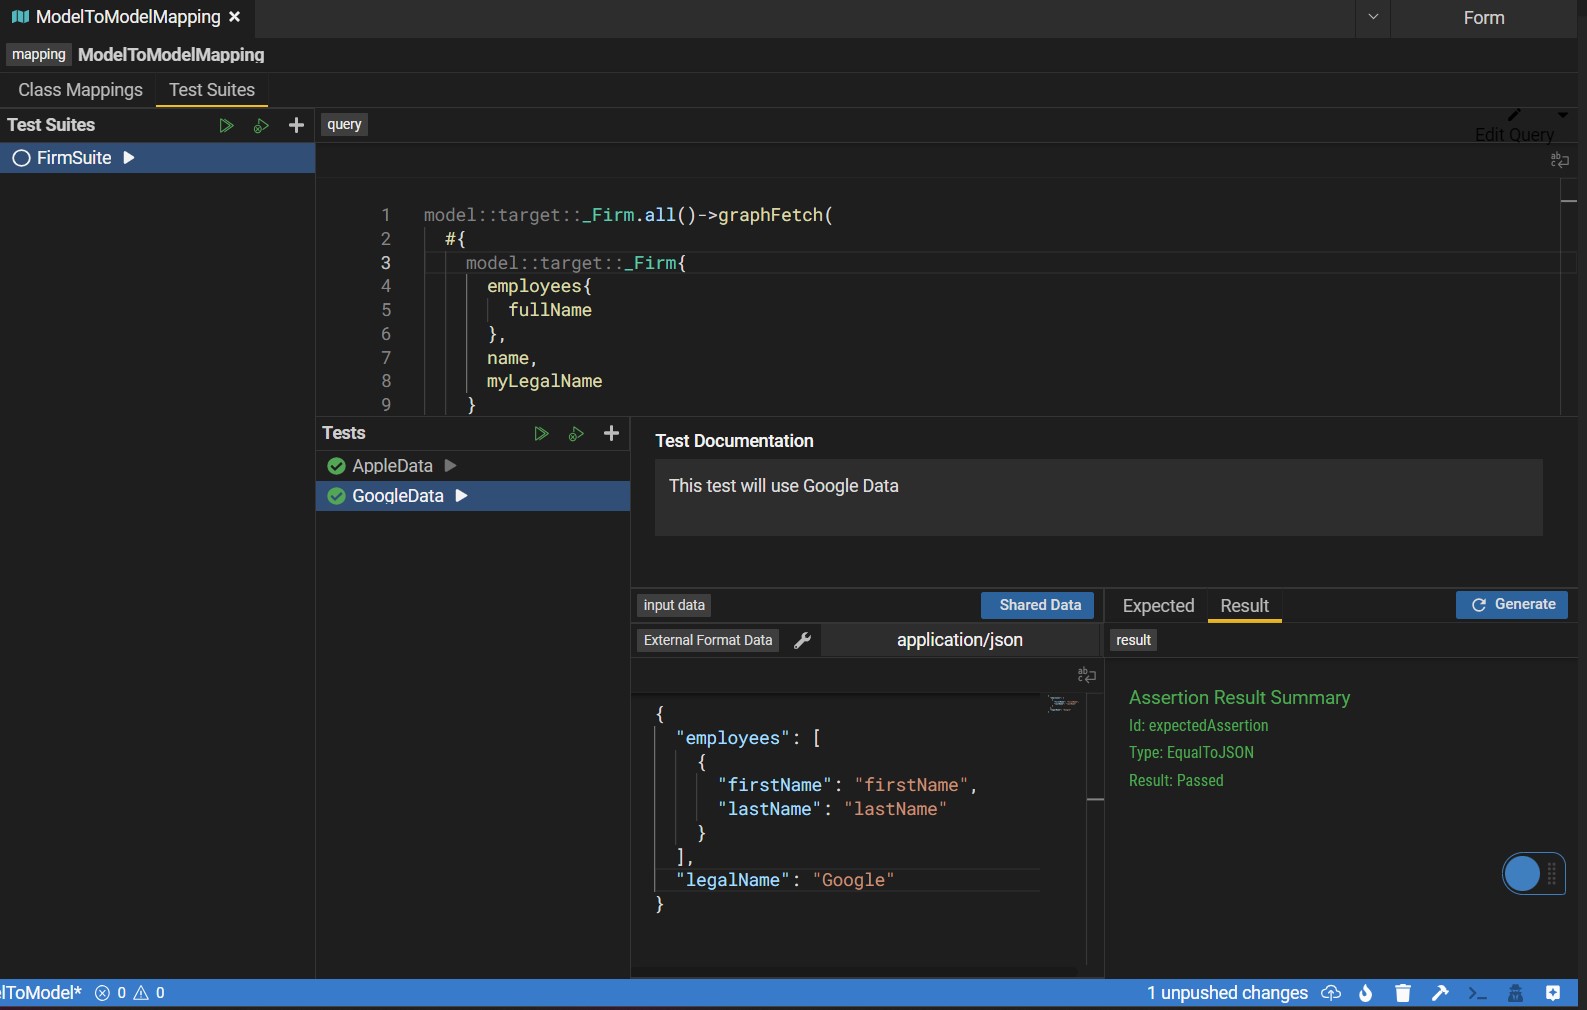 ModelToModelMapping
Form
mapping ModelToModelMapping
Class Mappings Test Suites
Test Suites
FirmSuite
query
Edit Query
1 model::target::_Firm.all()->graphFetch(
2 #{
3 model::target::_Firm{
4 employees{
5 fullName
6 },
7 name,
8 myLegalName
9 }
Tests
AppleData
GoogleData
Test Documentation
This test will use Google Data
input data Shared Data
External Format Data application/json
{
"employees": [
{
"firstName": "firstName",
"lastName": "lastName"
}
],
"legalName": "Google"
}
Expected Result Generate
result
Assertion Result Summary
Id: expectedAssertion
Type: EqualToJSON
Result: Passed
lToModel* 0 0 1 unpushed changes